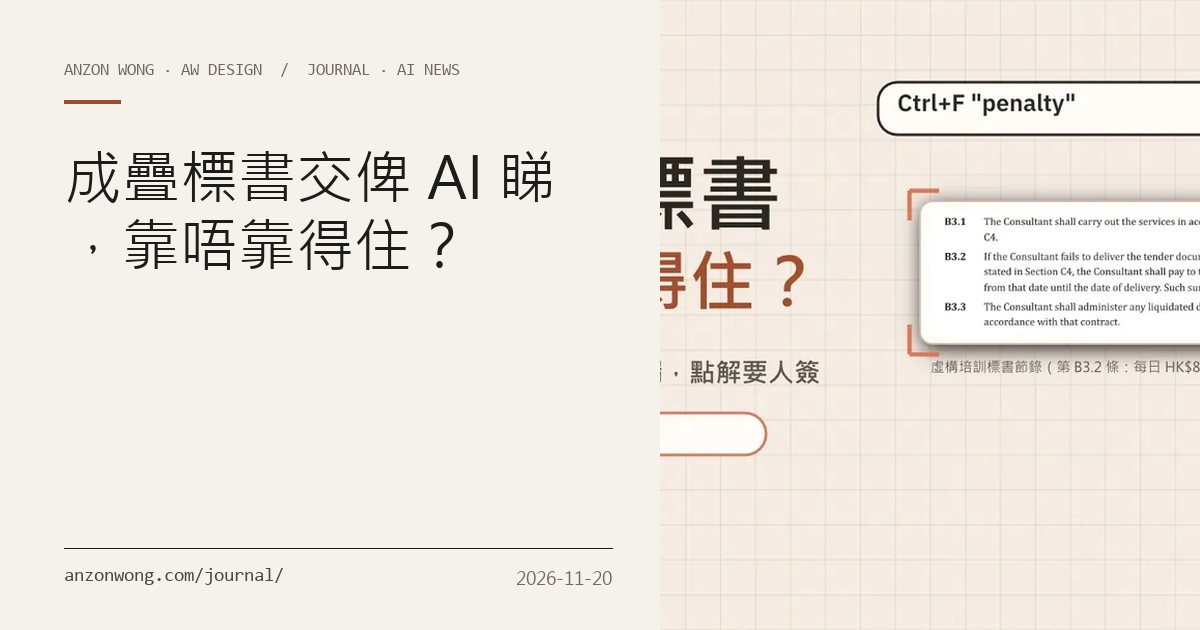 ANZON WONG · AW DESIGN / JOURNAL · AI NEWS
成疊標書交俾 AI 睇
，靠唔靠得住？
anzonwong.com/journal/
2026-11-20
標書
得住？
，點解要人簽
Ctrl+F "penalty"
B3.1 The Consultant shall carry out the services in acc
C4.
B3.2 If the Consultant fails to deliver the tender docu
stated in Section C4, the Consultant shall pay to t
from that date until the date of delivery. Such su
B3.3 The Consultant shall administer any liquidated d
accordance with that contract.
虛構培訓標書節錄（第 B3.2 條：每日 HK$8